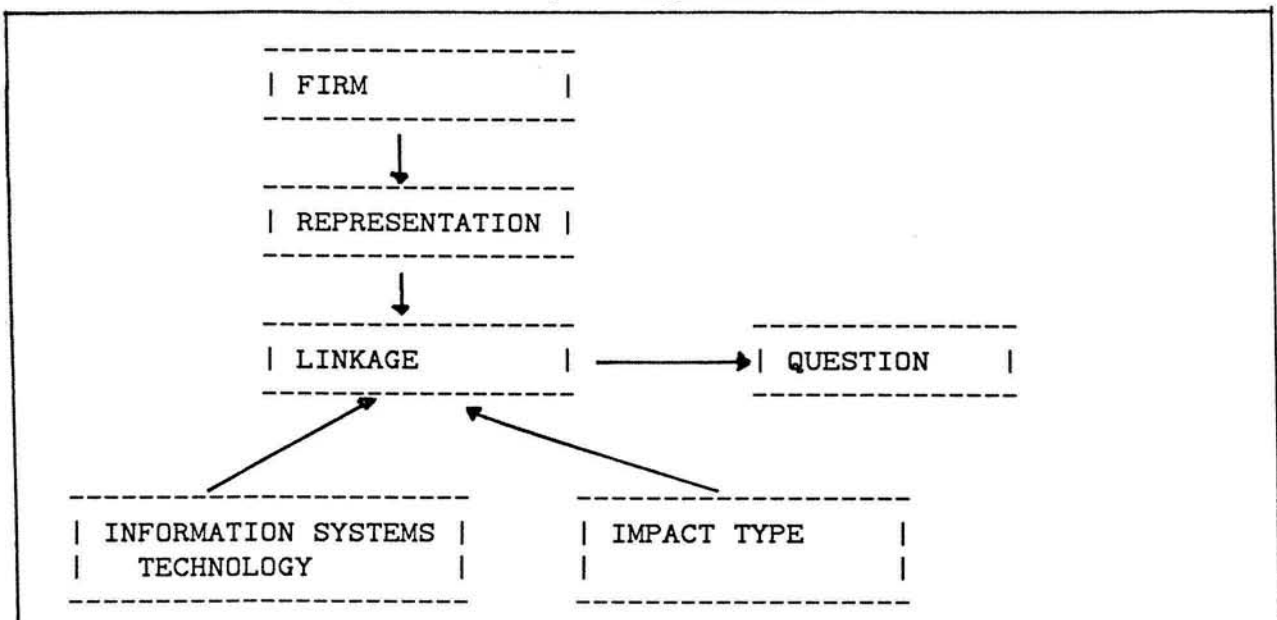 FIRM
REPRESENTATION
LINKAGE
QUESTION
INFORMATION SYSTEMS
TECHNOLOGY
IMPACT TYPE